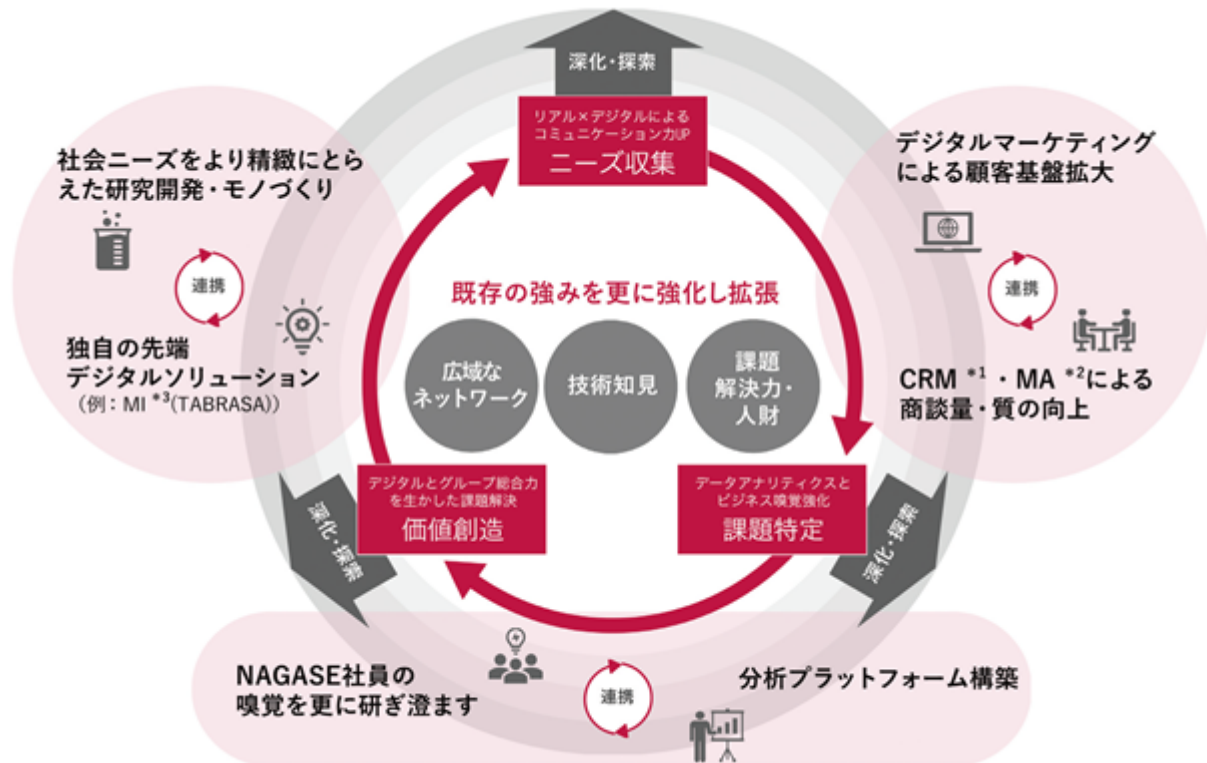 深化・探索
リアル×デジタルによる
コミュニケーション力UP
ニーズ収集
社会ニーズをより精緻にとら
えた研究開発・モノづくり
連携
独自の先端
デジタルソリューション
（例：MI *3(TABRASA)）
デジタルマーケティング
による顧客基盤拡大
連携
CRM *1 ・MA *2による
商談量・質の向上
既存の強みを更に強化し拡張
広域な
ネットワーク
技術知見
課題
解決力・
人財
デジタルとグループ総合力
を生かした課題解決
価値創造
データアナリティクスと
ビジネス嗅覚強化
課題特定
深化・探索
深化・探索
NAGASE社員の
嗅覚を更に研ぎ澄ます
連携
分析プラットフォーム構築